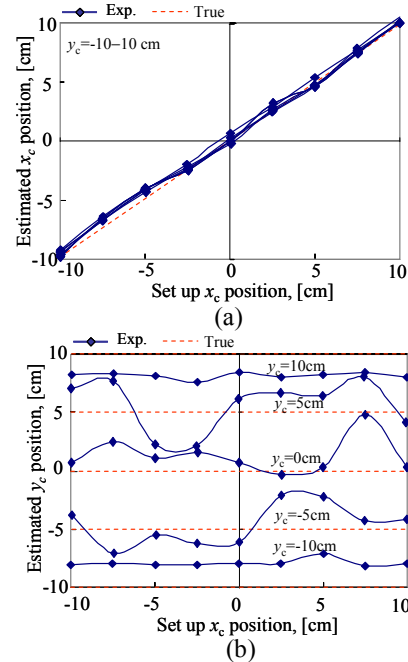 Exp. True
10
y_c=-10–10 cm
5
0
-5
-10
-10 -5 0 5 10
Estimated x_c position, [cm]
Set up x_c position, [cm]
(a)
Exp. True
10
y_c=10cm
5
y_c=5cm
y_c=0cm
0
y_c=-5cm
-5
y_c=-10cm
-10
-10 -5 0 5 10
Estimated y_c position, [cm]
Set up x_c position, [cm]
(b)